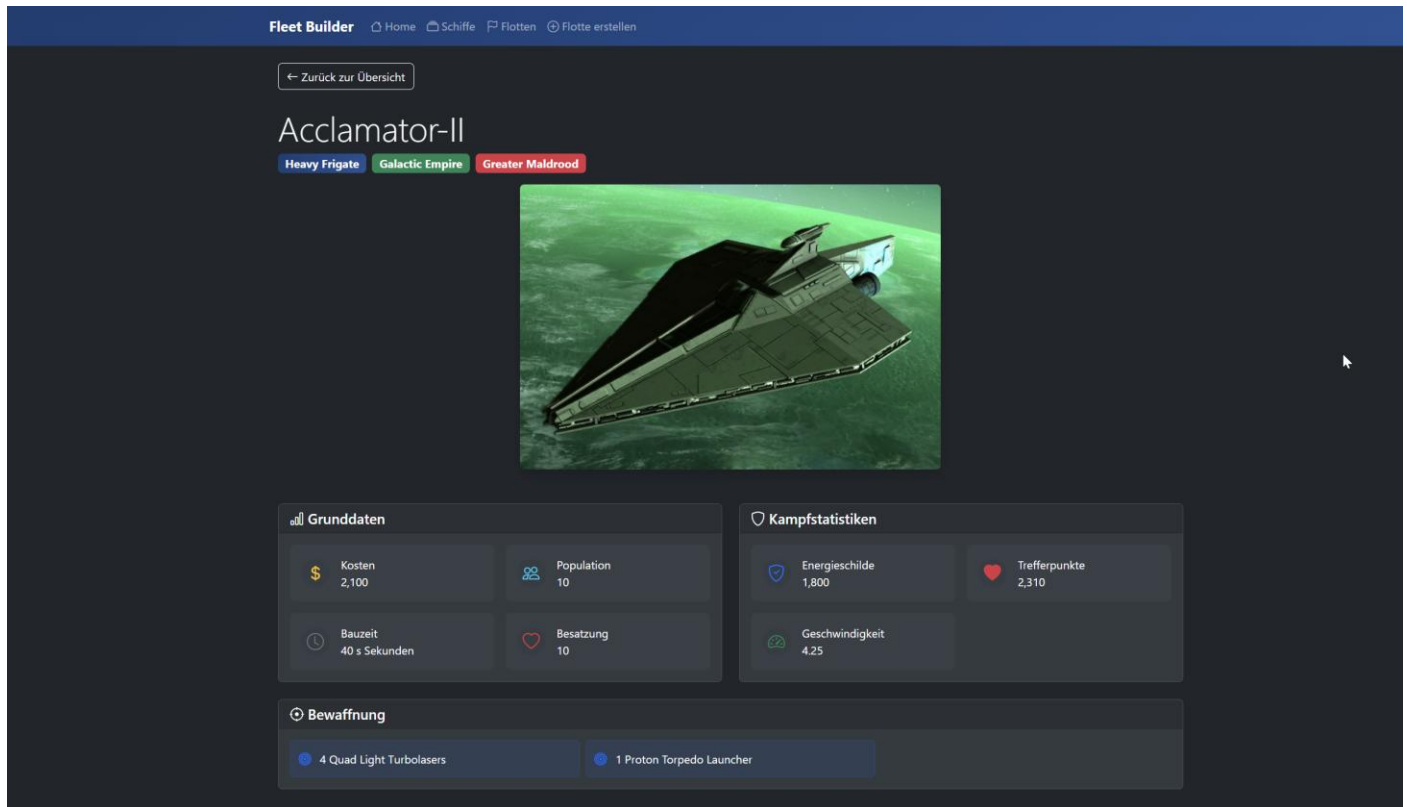 Fleet Builder Home Schiffe Flotten Flotte erstellen
← Zurück zur Übersicht
Acclamator-II
Heavy Frigate Galactic Empire Greater Maldrood
Grunddaten
Kosten
2,100
Population
10
Bauzeit
40 s Sekunden
Besatzung
10
Kampfstatistiken
Energieschilde
1,800
Trefferpunkte
2,310
Geschwindigkeit
4.25
Bewaffnung
4 Quad Light Turbolasers
1 Proton Torpedo Launcher